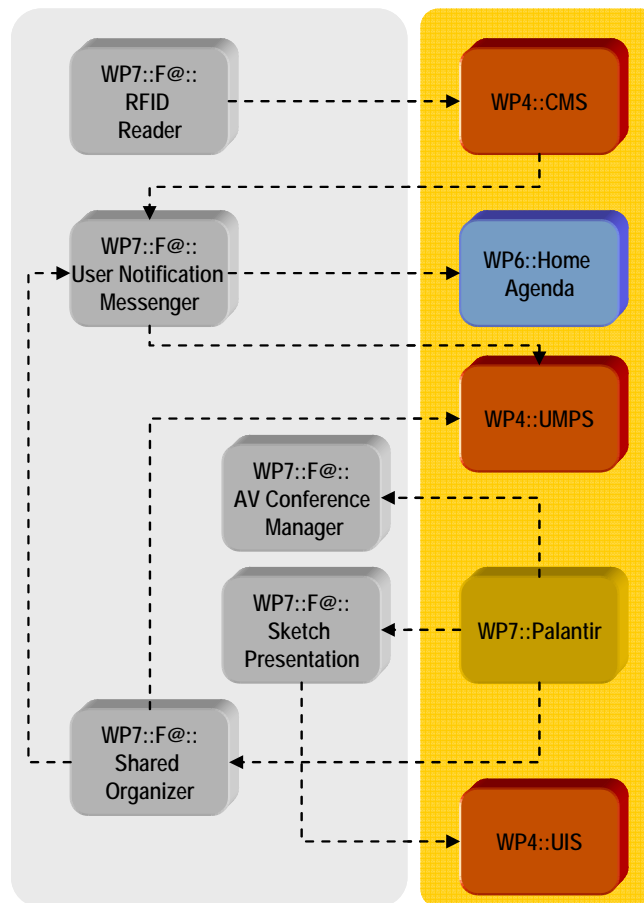 WP7::F@::
RFID
Reader
WP4::CMS
WP7::F@::
User Notification
Messenger
WP6::Home
Agenda
WP4::UMPS
WP7::F@::
AV Conference
Manager
WP7::F@::
Sketch
Presentation
WP7::Palantir
WP7::F@::
Shared
Organizer
WP4::UIS